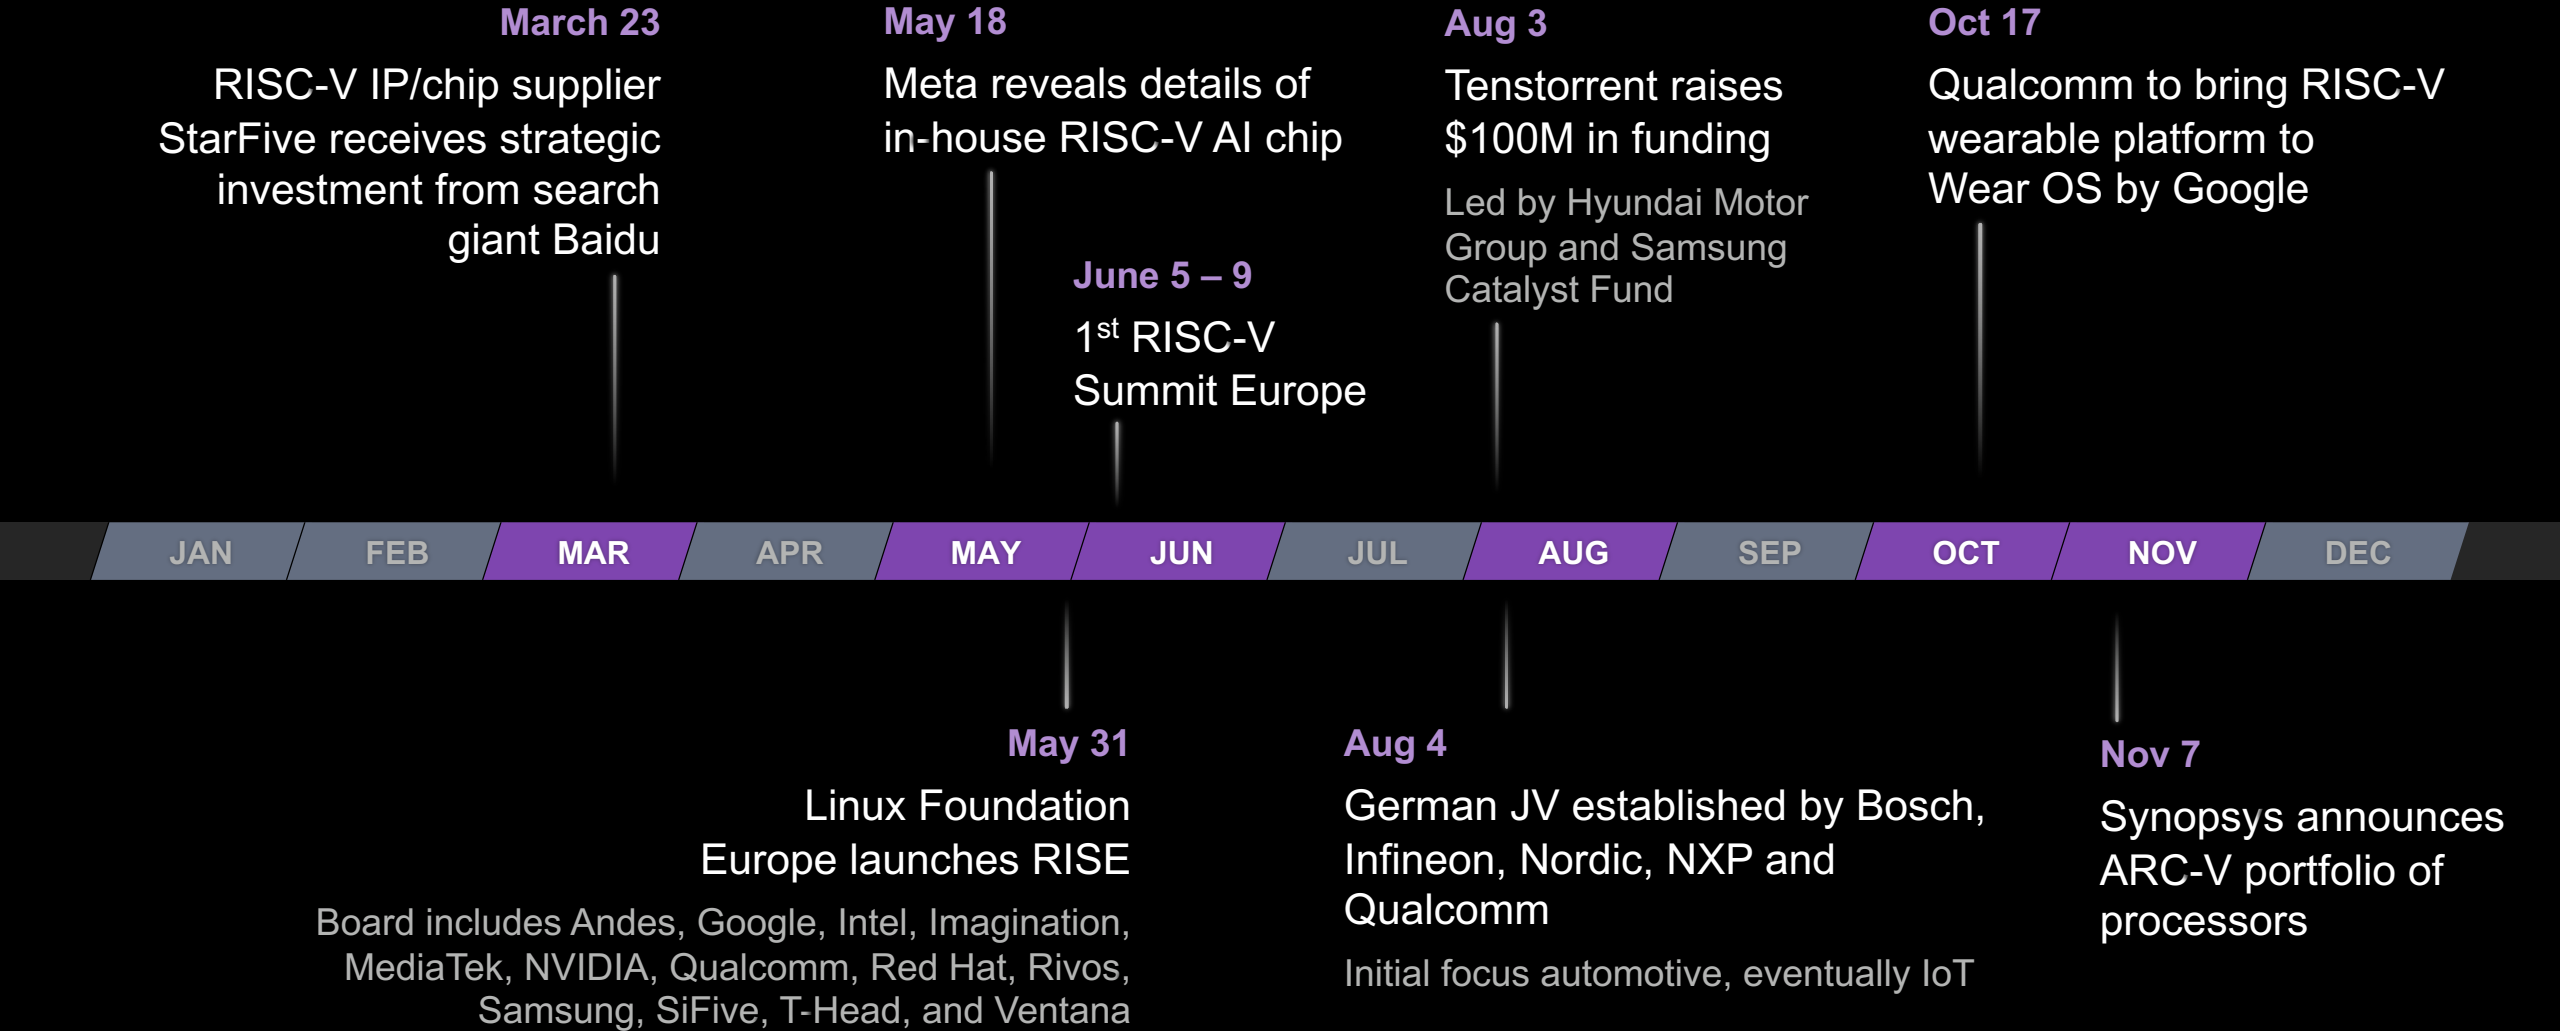 March 23
RISC-V IP/chip supplier
StarFive receives strategic
investment from search
giant Baidu
May 18
Meta reveals details of
in-house RISC-V AI chip
June 5 – 9
1st RISC-V
Summit Europe
Aug 3
Tenstorrent raises
$100M in funding
Led by Hyundai Motor
Group and Samsung
Catalyst Fund
Oct 17
Qualcomm to bring RISC-V
wearable platform to
Wear OS by Google
JAN FEB MAR APR MAY JUN JUL AUG SEP OCT NOV DEC
May 31
Linux Foundation
Europe launches RISE
Board includes Andes, Google, Intel, Imagination,
MediaTek, NVIDIA, Qualcomm, Red Hat, Rivos,
Samsung, SiFive, T-Head, and Ventana
Aug 4
German JV established by Bosch,
Infineon, Nordic, NXP and
Qualcomm
Initial focus automotive, eventually IoT
Nov 7
Synopsys announces
ARC-V portfolio of
processors